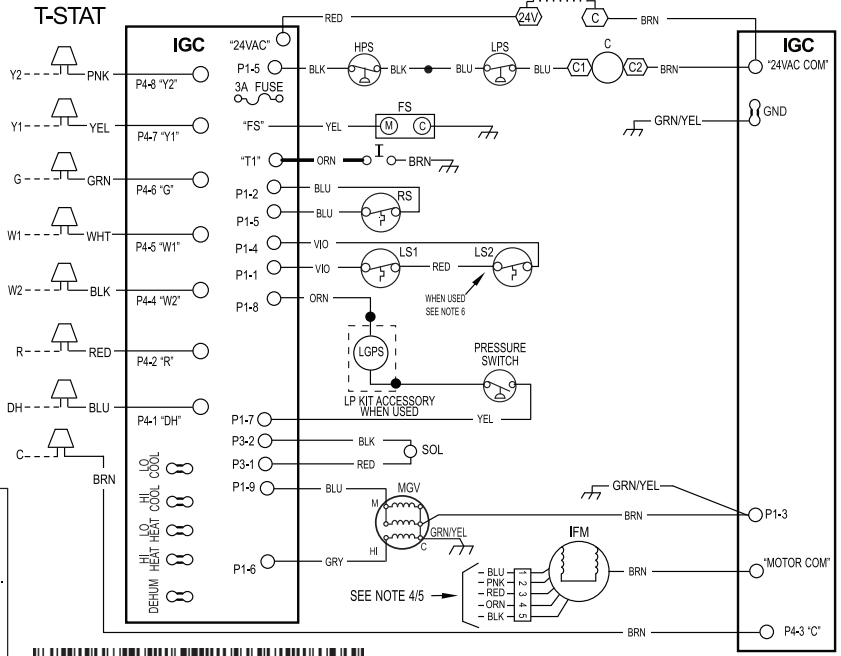 T-STAT
IGC
"24VAC"
RED
24V
C
BRN
IGC
"24VAC COM"
Y2
PNK
P4-8 "Y2"
P1-5
BLK
HPS
BLK
BLU
LPS
BLU
C1
C
C2
BRN
3A FUSE
GRN/YEL
GND
Y1
YEL
P4-7 "Y1"
"FS"
YEL
FS
M
C
"T1"
ORN
BRN
G
GRN
P4-6 "G"
P1-2
BLU
RS
P1-5
BLU
W1
WHT
P4-5 "W1"
P1-4
VIO
P1-1
VIO
LS1
RED
LS2
WHEN USED
SEE NOTE 6
W2
BLK
P4-4 "W2"
P1-8
ORN
R
RED
P4-2 "R"
LGPS
PRESSURE
SWITCH
LP KIT ACCESSORY
WHEN USED
DH
BLU
P4-1 "DH"
P1-7
YEL
P3-2
BLK
SOL
P3-1
RED
C
BRN
LO
COOL
HI
COOL
LO
HEAT
HI
HEAT
DEHUM
P1-9
BLU
MGV
M
HI
C
GRN/YEL
GRN/YEL
BRN
P1-3
P1-6
GRY
IFM
SEE NOTE 4/5
BLU 1
PNK 2
RED 3
ORN 4
BLK 5
BRN
"MOTOR COM"
BRN
P4-3 "C"